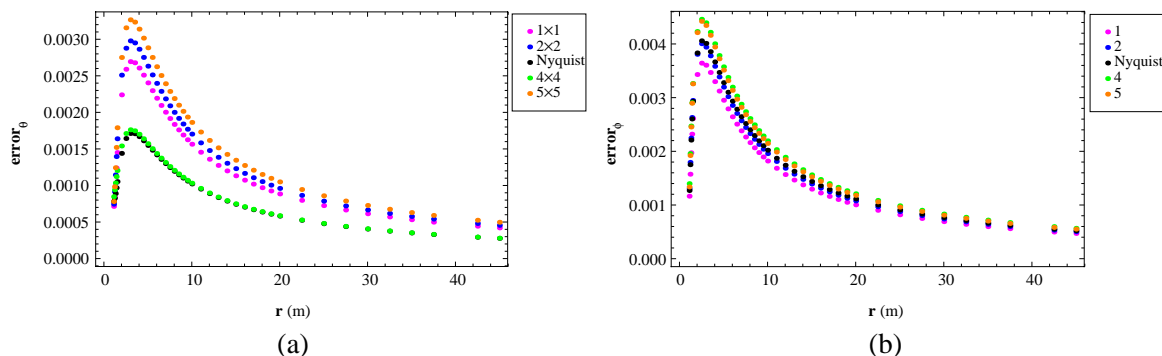 error_θ
0.0030
0.0025
0.0020
0.0015
0.0010
0.0005
0.0000
0 10 20 30 40
r (m)
1×1
2×2
Nyquist
4×4
5×5
(a)
error_ϕ
0.004
0.003
0.002
0.001
0.000
0 10 20 30 40
r (m)
1
2
Nyquist
4
5
(b)